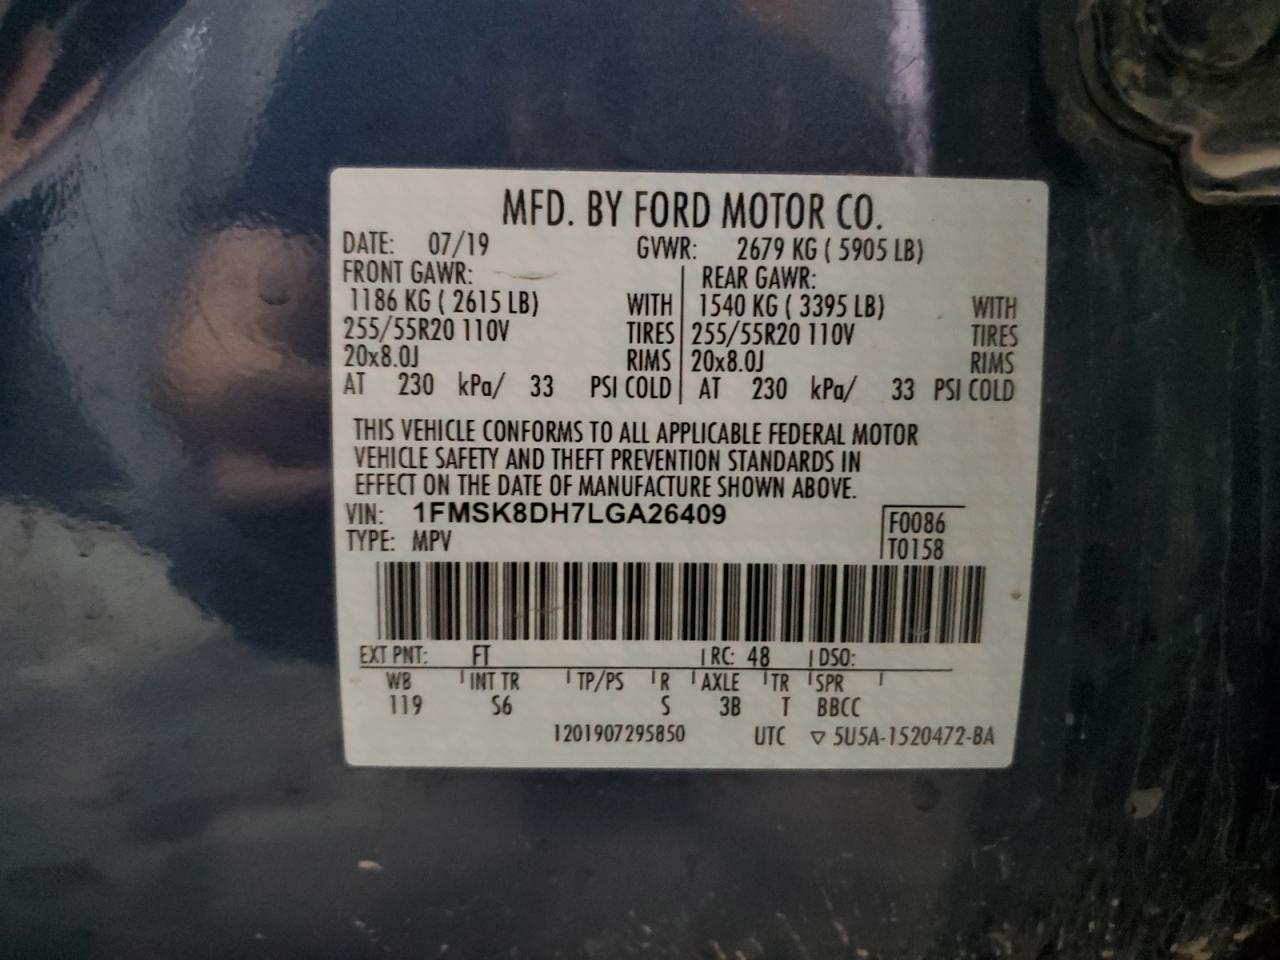 MFD. BY FORD MOTOR CO.
DATE: 07/19 GVWR: 2679 KG ( 5905 LB)
FRONT GAWR: REAR GAWR:
1186 KG ( 2615 LB) WITH 1540 KG ( 3395 LB) WITH
255/55R20 110V TIRES 255/55R20 110V TIRES
20x8.0J RIMS 20x8.0J RIMS
AT 230 kPa/ 33 PSI COLD AT 230 kPa/ 33 PSI COLD
THIS VEHICLE CONFORMS TO ALL APPLICABLE FEDERAL MOTOR
VEHICLE SAFETY AND THEFT PREVENTION STANDARDS IN
EFFECT ON THE DATE OF MANUFACTURE SHOWN ABOVE.
VIN: 1FMSK8DH7LGA26409 F0086
TYPE: MPV T0158
EXT PNT: FT RC: 48 DSO:
WB INT TR TP/PS R AXLE TR SPR
119 S6 S 3B T BBCC
1201907295850 UTC ▽ 5U5A-1520472-BA